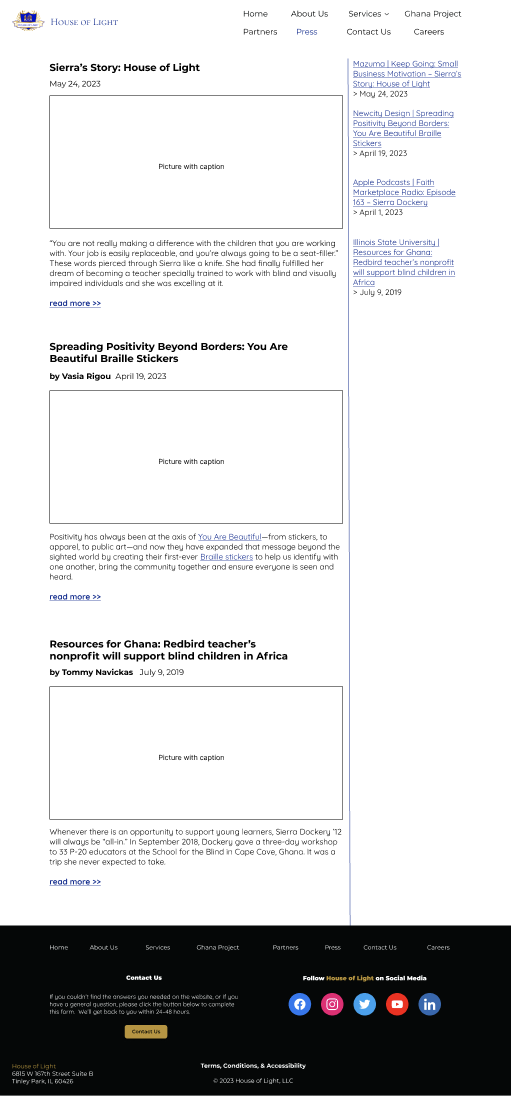 House of Light
Home About Us Services Ghana Project
Partners Press Contact Us Careers
Sierra's Story: House of Light
May 24, 2023
Picture with caption
"You are not really making a difference with the children that you are working
with. Your job is easily replaceable, and you're always going to be a seat-filler."
These words pierced through Sierra like a knife. She had finally fulfilled her
dream of becoming a teacher specially trained to work with blind and visually
impaired individuals and she was excelling at it.
read more >>
Spreading Positivity Beyond Borders: You Are
Beautiful Braille Stickers
by Vasia Rigou April 19, 2023
Picture with caption
Positivity has always been at the axis of You Are Beautiful—from stickers, to
apparel, to public art—and now they have expanded that message beyond the
sighted world by creating their first-ever Braille stickers to help us identify with
one another, bring the community together and ensure everyone is seen and
heard.
read more >>
Resources for Ghana: Redbird teacher's
nonprofit will support blind children in Africa
by Tommy Navickas July 9, 2019
Picture with caption
Whenever there is an opportunity to support young learners, Sierra Dockery '12
will always be "all-in." In September 2018, Dockery gave a three-day workshop
to 33 P-20 educators at the School for the Blind in Cape Cove, Ghana. It was a
trip she never expected to take.
read more >>
Mazuma | Keep Going: Small
Business Motivation – Sierra's
Story: House of Light
> May 24, 2023
Newcity Design | Spreading
Positivity Beyond Borders:
You Are Beautiful Braille
Stickers
> April 19, 2023
Apple Podcasts | Faith
Marketplace Radio: Episode
163 – Sierra Dockery
> April 1, 2023
Illinois State University |
Resources for Ghana:
Redbird teacher's nonprofit
will support blind children in
Africa
> July 9, 2019
Home About Us Services Ghana Project Partners Press Contact Us Careers
Contact Us
If you couldn't find the answers you needed on the website, or if you
have a general question, please click the button below to complete
this form. We'll get back to you within 24-48 hours.
Contact Us
Follow House of Light on Social Media
House of Light
6815 W 167th Street Suite B
Tinley Park, IL 60426
Terms, Conditions, & Accessibility
© 2023 House of Light, LLC